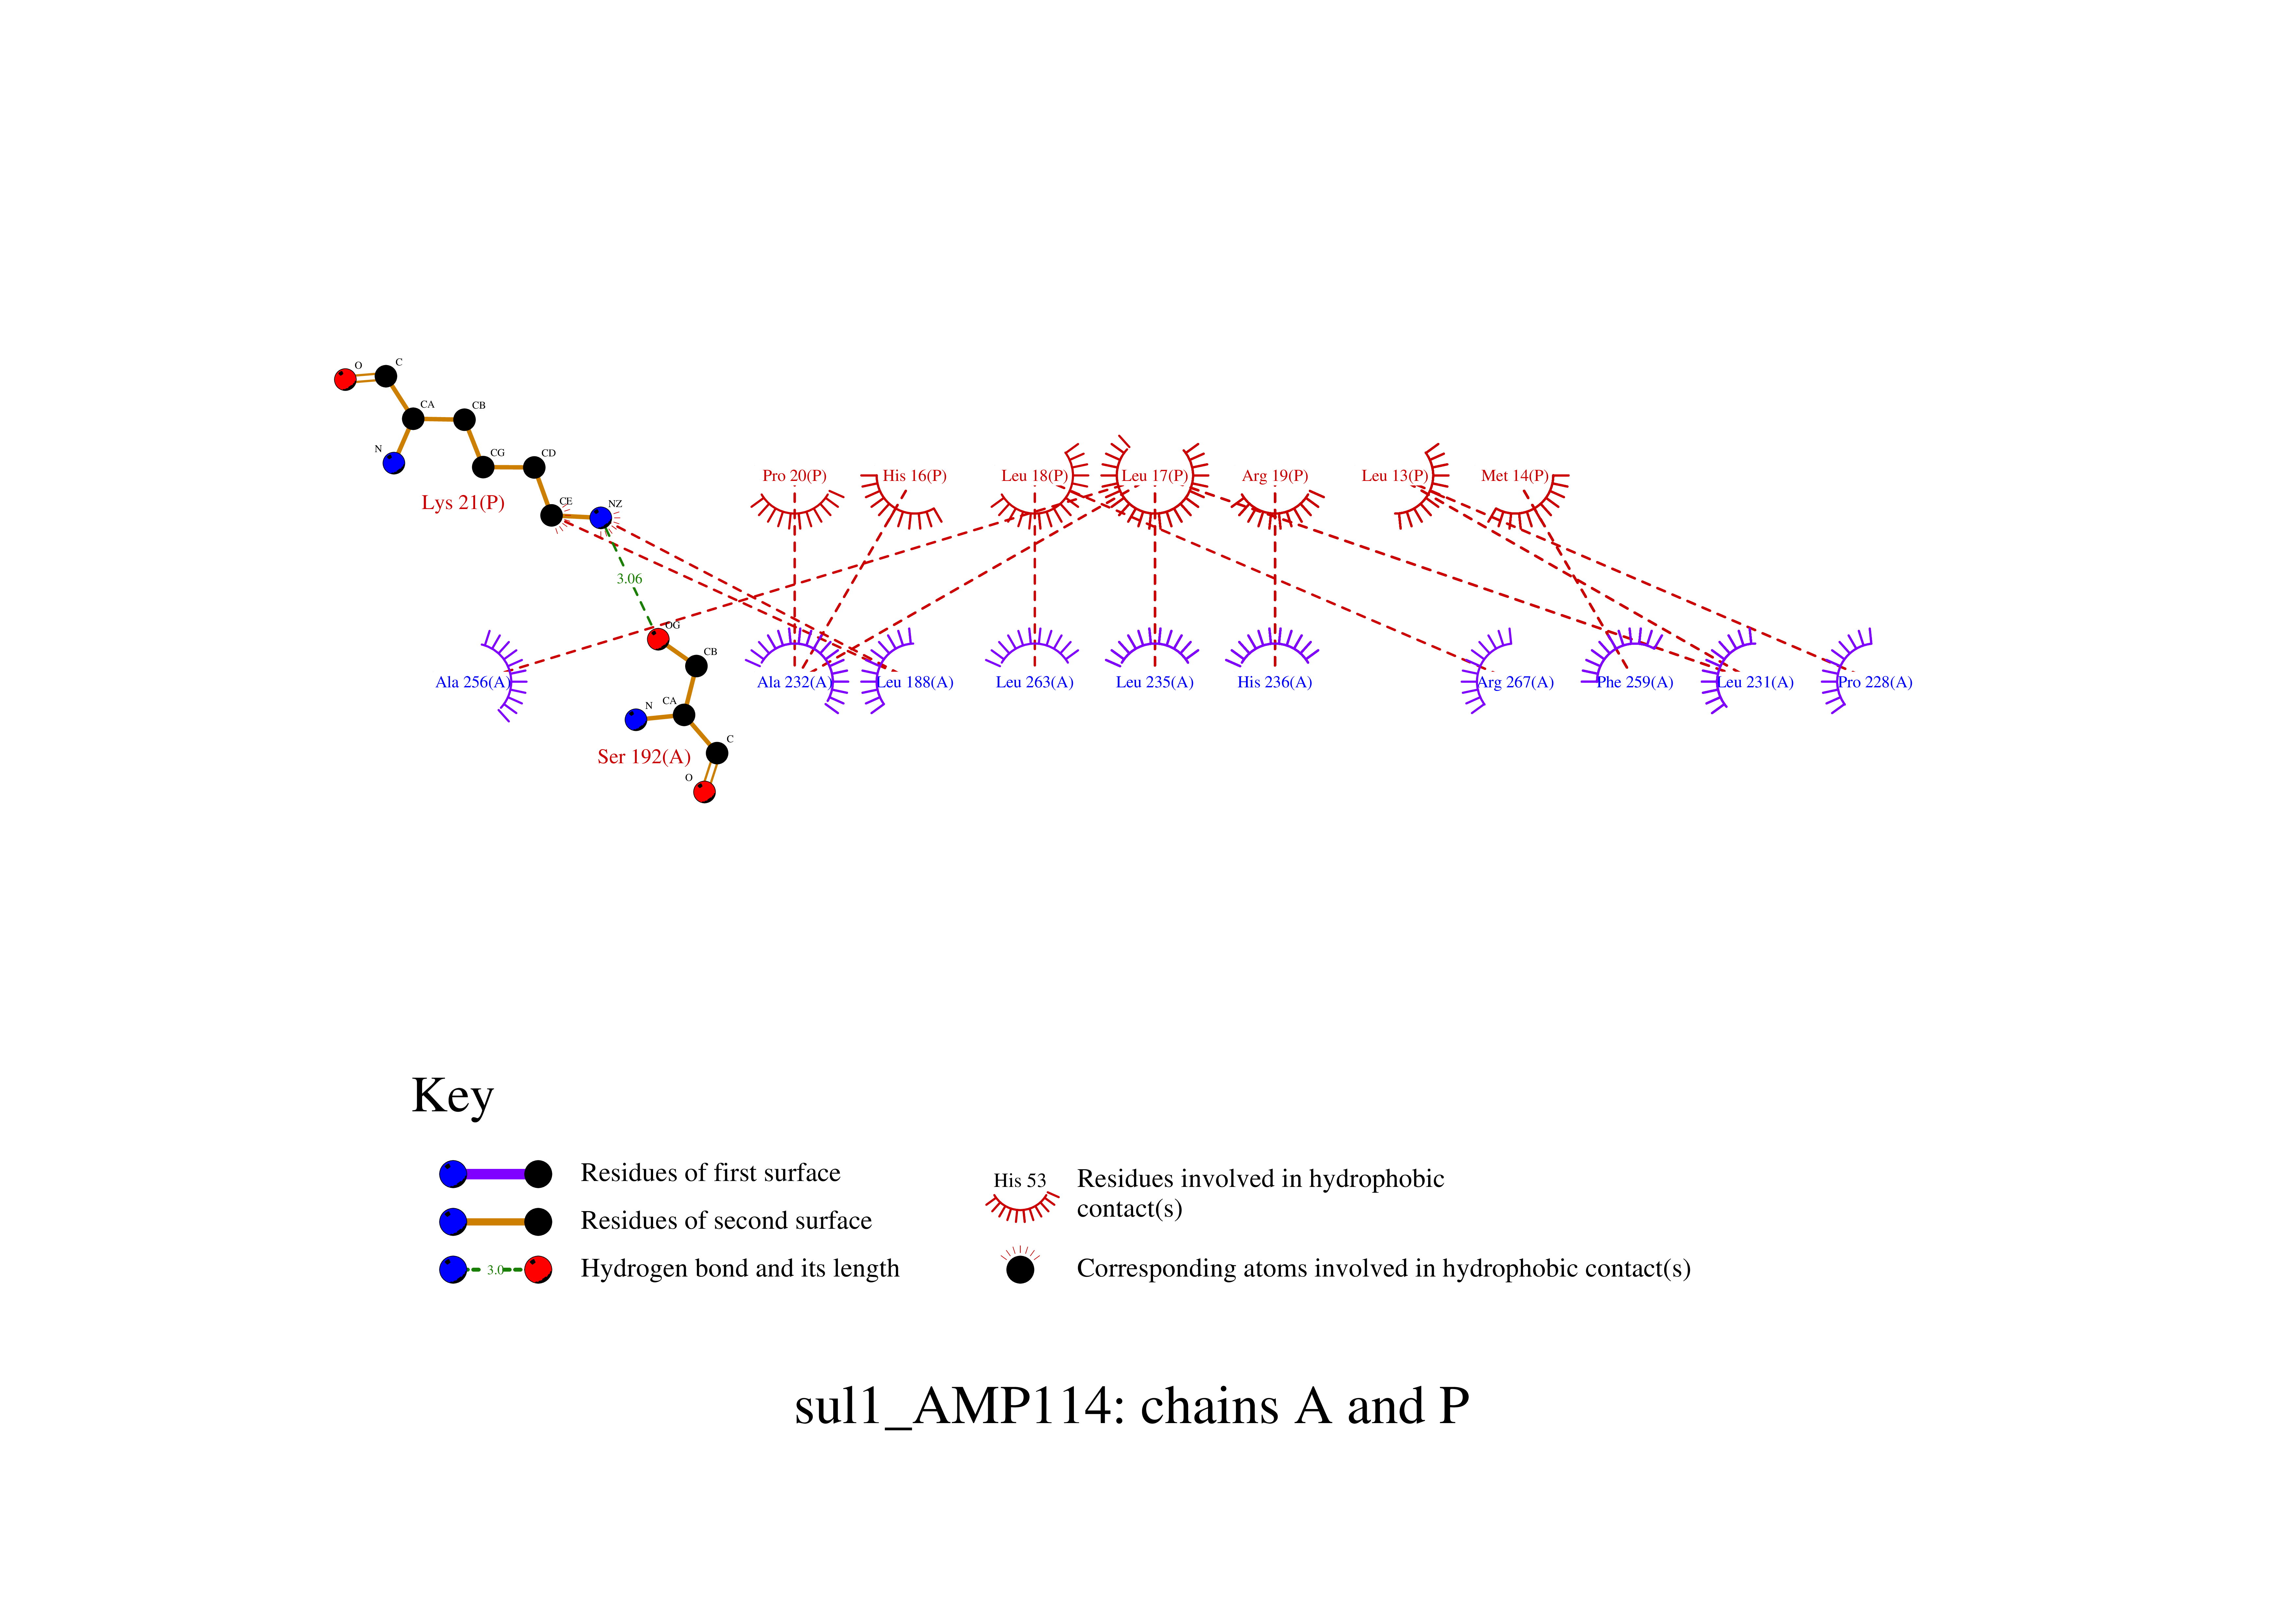 O C
CA CB
N
CG CD
Lys 21(P)
CE NZ
Pro 20(P) His 16(P) Leu 18(P) Leu 17(P) Arg 19(P) Leu 13(P) Met 14(P)
3.06
OG
CB
Ala 256(A) Ala 232(A) Leu 188(A) Leu 263(A) Leu 235(A) His 236(A) Arg 267(A) Phe 259(A) Leu 231(A) Pro 228(A)
N CA
C
Ser 192(A)
O
Key
Residues of first surface
Residues of second surface
3.0 Hydrogen bond and its length
His 53 Residues involved in hydrophobic
contact(s)
Corresponding atoms involved in hydrophobic contact(s)
sul1_AMP114: chains A and P